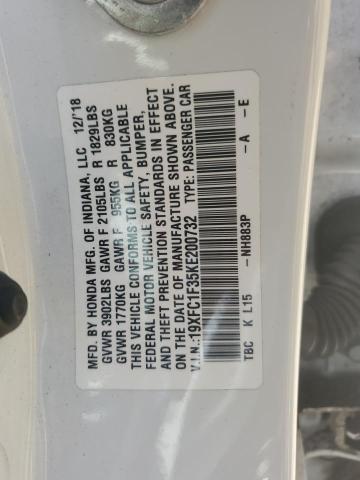 MFD. BY HONDA MFG. OF INDIANA, LLC 12/'18
GVWR 3902LBS GAWR F 2105LBS R 1829LBS
GVWR 1770KG GAWR F 955KG R 830KG
THIS VEHICLE CONFORMS TO ALL APPLICABLE
FEDERAL MOTOR VEHICLE SAFETY, BUMPER,
AND THEFT PREVENTION STANDARDS IN EFFECT
ON THE DATE OF MANUFACTURE SHOWN ABOVE.
V.I.N.:19XFC1F35KE200732 TYPE: PASSENGER CAR
TBC K L15 -NH883P -A -E